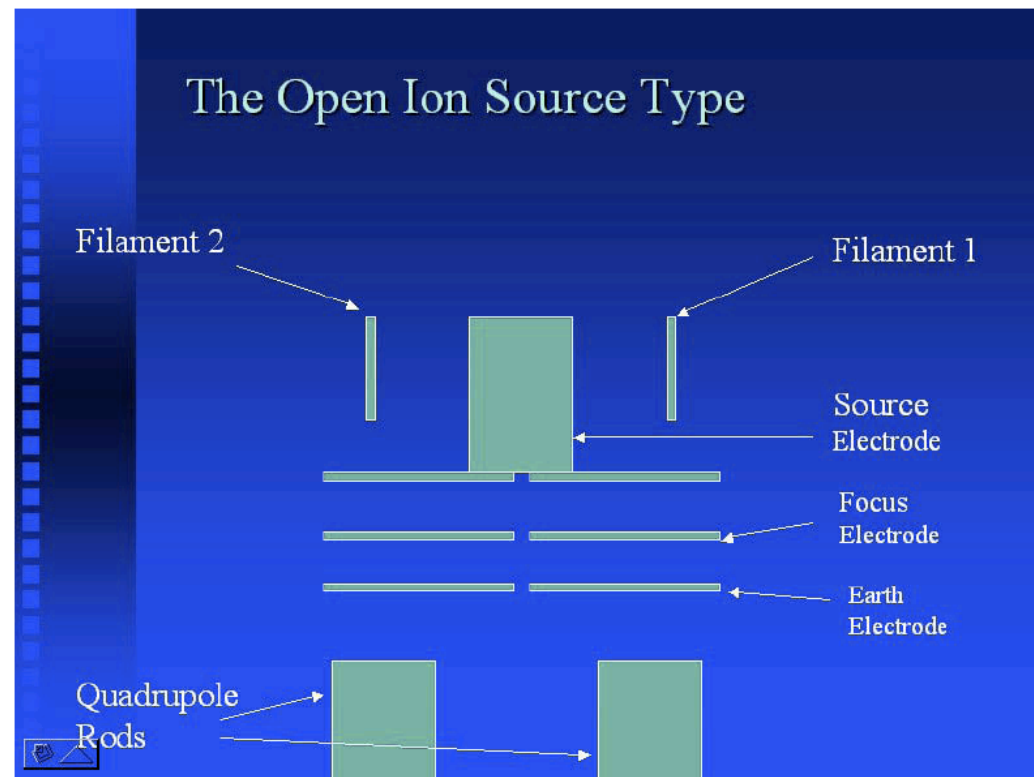 The Open Ion Source Type
Filament 2
Filament 1
Source
Electrode
Focus
Electrode
Earth
Electrode
Quadrupole
Rods